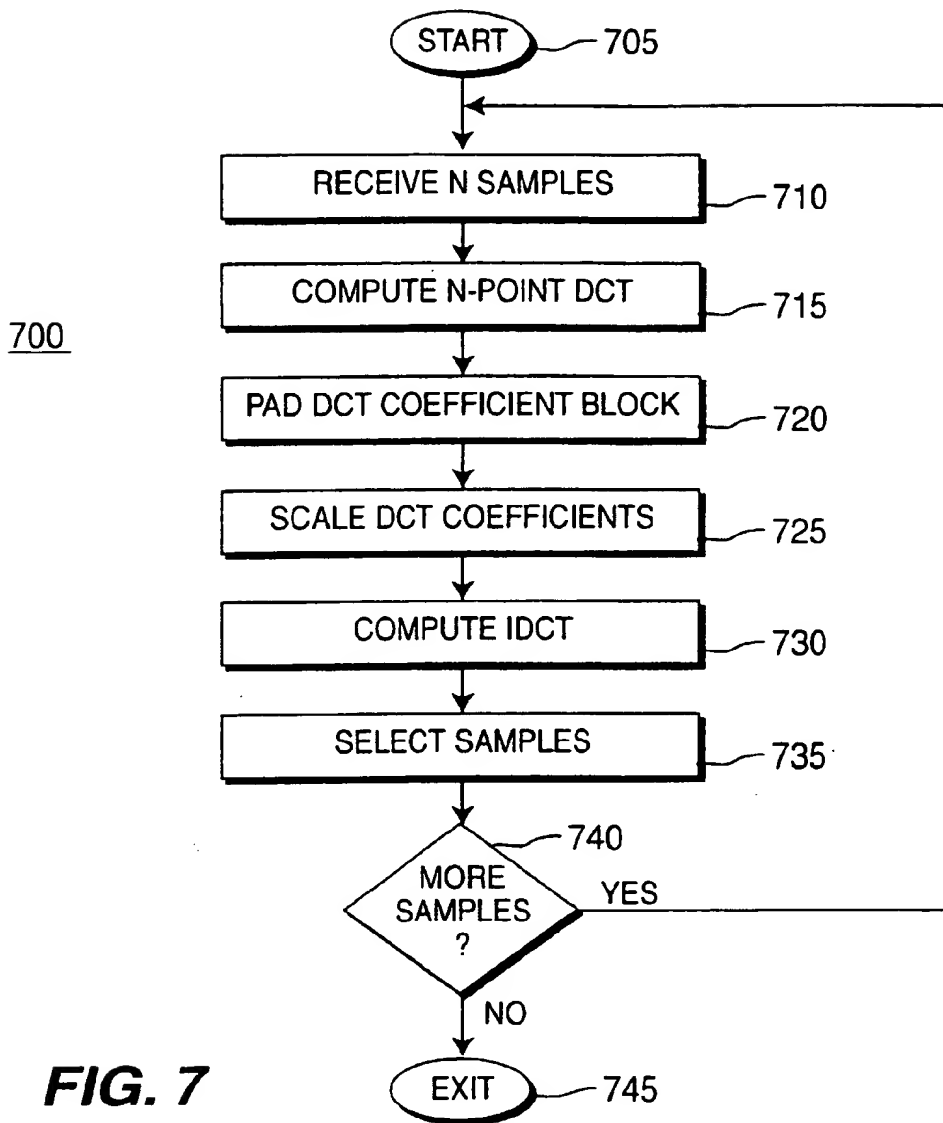 START
705
RECEIVE N SAMPLES
710
COMPUTE N-POINT DCT
715
700
PAD DCT COEFFICIENT BLOCK
720
SCALE DCT COEFFICIENTS
725
COMPUTE IDCT
730
SELECT SAMPLES
735
740
MORE
SAMPLES
?
YES
NO
EXIT
745
FIG. 7